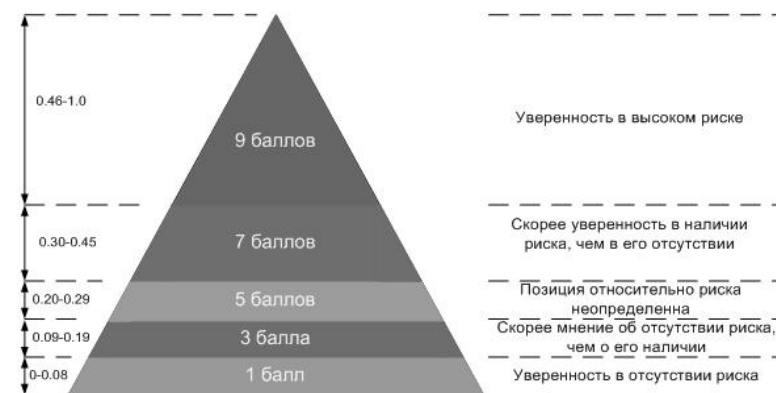 0.46-1.0
9 баллов
Уверенность в высоком риске
0.30-0.45
7 баллов
Скорее уверенность в наличии
риска, чем в его отсутствии
0.20-0.29
5 баллов
Позиция относительно риска
неопределенна
0.09-0.19
3 балла
Скорее мнение об отсутствии риска,
чем о его наличии
0-0.08
1 балл
Уверенность в отсутствии риска